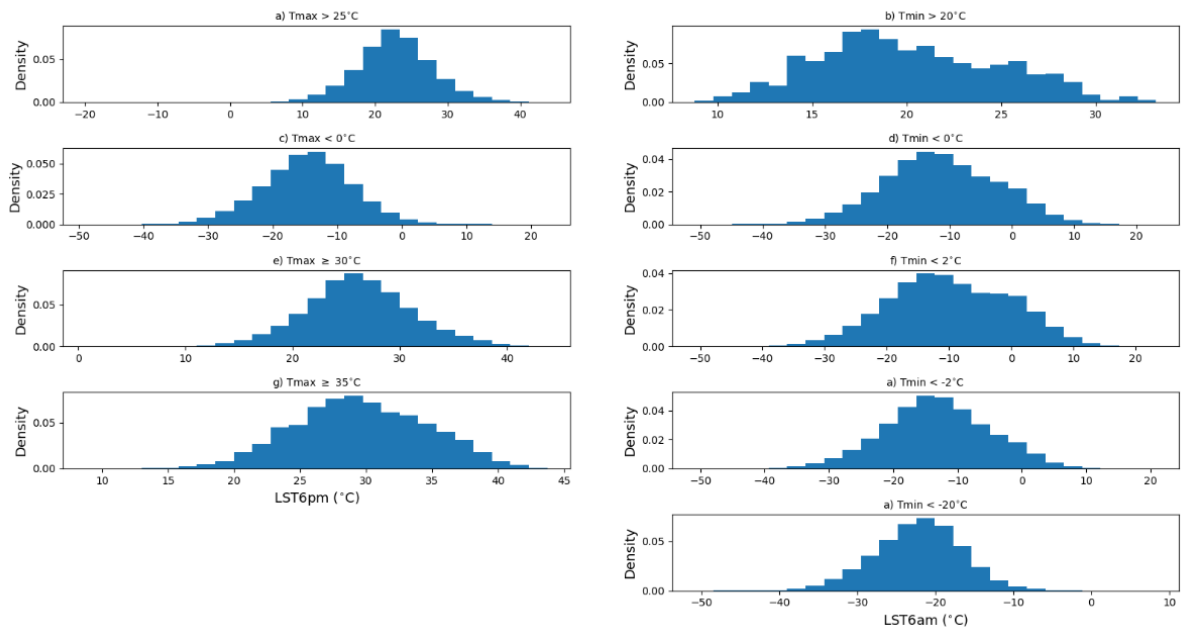 a) Tmax > 25°C
Density
0.05
0.00
−20 −10 0 10 20 30 40
b) Tmin > 20°C
Density
0.05
0.00
10 15 20 25 30
c) Tmax < 0°C
Density
0.050
0.025
0.000
−50 −40 −30 −20 −10 0 10 20
d) Tmin < 0°C
Density
0.04
0.02
0.00
−50 −40 −30 −20 −10 0 10 20
e) Tmax ≥ 30°C
Density
0.05
0.00
0 10 20 30 40
f) Tmin < 2°C
Density
0.04
0.02
0.00
−50 −40 −30 −20 −10 0 10 20
g) Tmax ≥ 35°C
Density
0.05
0.00
10 15 20 25 30 35 40 45
LST6pm (°C)
a) Tmin < -2°C
Density
0.04
0.02
0.00
−50 −40 −30 −20 −10 0 10 20
a) Tmin < -20°C
Density
0.05
0.00
−50 −40 −30 −20 −10 0 10
LST6am (°C)